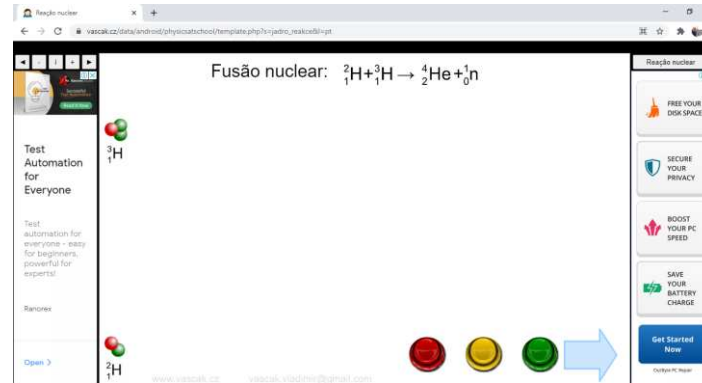 Reação nuclear
vascak.cz/data/android/physicsatschool/template.php?s=jadro_reakce&l=pt
Fusão nuclear: ²₁H+³₁H → ⁴₂He+¹₀n
³₁H
²₁H
Test
Automation
for
Everyone
Test
automation for
everyone - easy
for beginners,
powerful for
experts!
Ranorex
Open >
www.vascak.cz vascak.vladimir@gmail.com
Reação nuclear
FREE YOUR
DISK SPACE
SECURE
YOUR
PRIVACY
BOOST
YOUR PC
SPEED
SAVE
YOUR
BATTERY
CHARGE
Get Started
Now